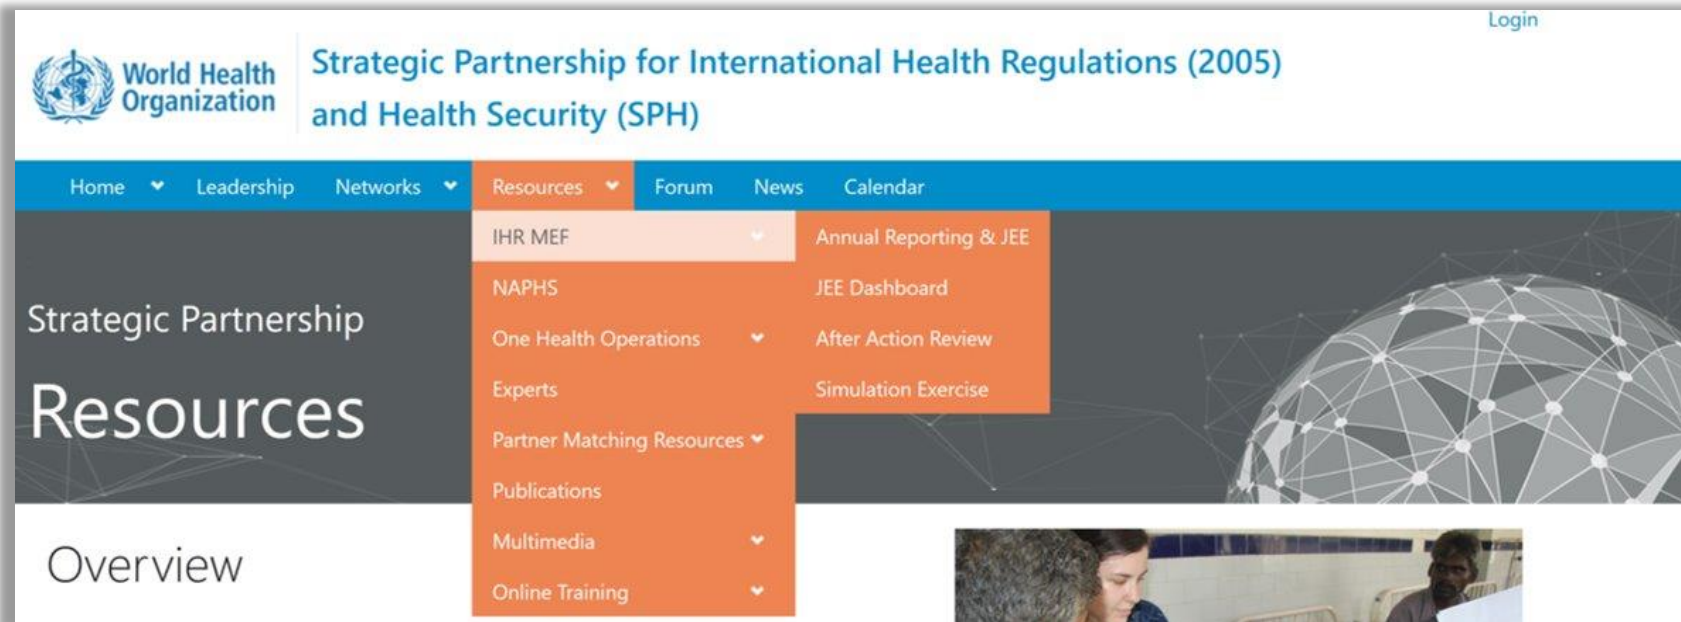 Login
World Health
Organization
Strategic Partnership for International Health Regulations (2005)
and Health Security (SPH)
Home
Leadership
Networks
Resources
Forum
News
Calendar
IHR MEF
NAPHS
One Health Operations
Experts
Partner Matching Resources
Publications
Multimedia
Online Training
Annual Reporting & JEE
JEE Dashboard
After Action Review
Simulation Exercise
Strategic Partnership
Resources
Overview